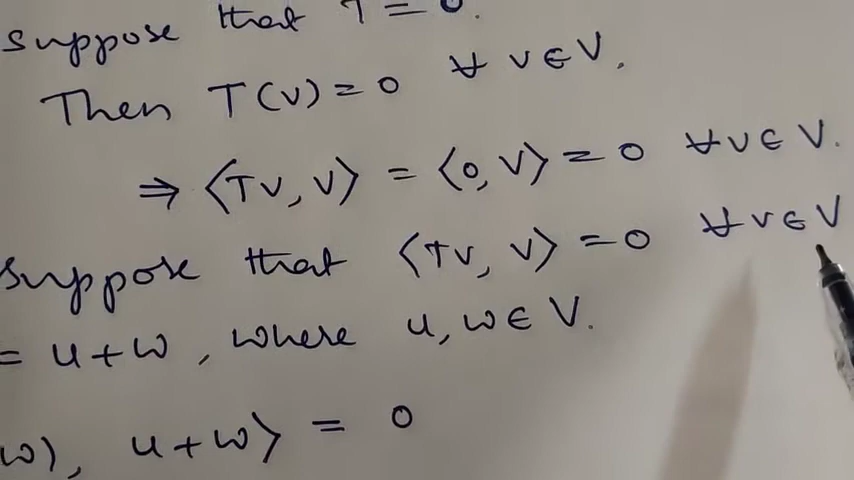 suppose that T = 0.
Then T(v) = 0 ∀ v ∈ V.
⇒ ⟨Tv, v⟩ = ⟨0, v⟩ = 0 ∀ v ∈ V.
suppose that ⟨Tv, v⟩ = 0 ∀ v ∈ V
= u + w , where u, w ∈ V.
w), u + w⟩ = 0